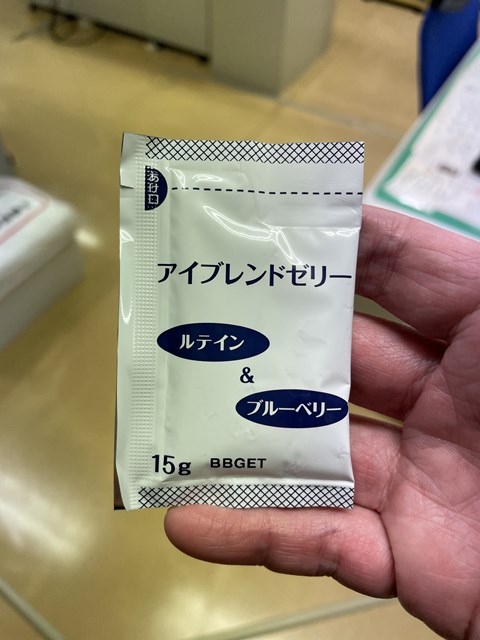 あけ口
アイブレンドゼリー
ルテイン
&
ブルーベリー
15g BBGET